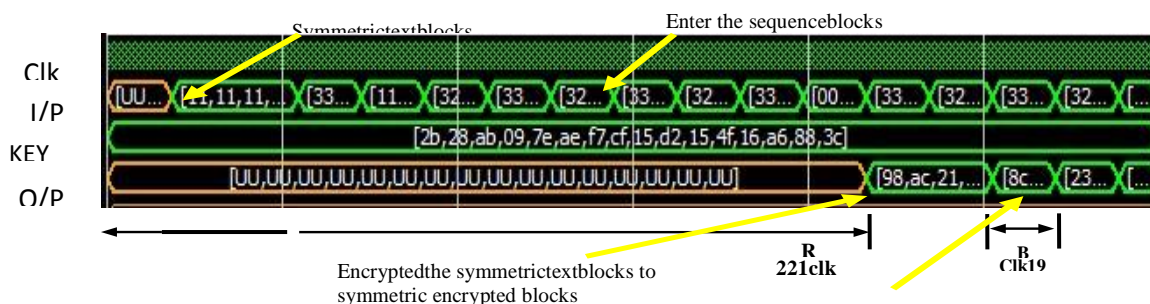 Symmetrictextblocks
Enter the sequenceblocks
Clk
I/P
[UU... [11,11,11,... [33... [11... [32... [33... [32... [33... [32... [33... [00... [33... [32... [33... [32... [...
KEY
[2b,28,ab,09,7e,ae,f7,cf,15,d2,15,4f,16,a6,88,3c]
O/P
[UU,UU,UU,UU,UU,UU,UU,UU,UU,UU,UU,UU,UU,UU,UU,UU] [98,ac,21,... [8c... [23... [...
R
221clk
B
Clk19
Encryptedthe symmetrictextblocks to
symmetric encrypted blocks